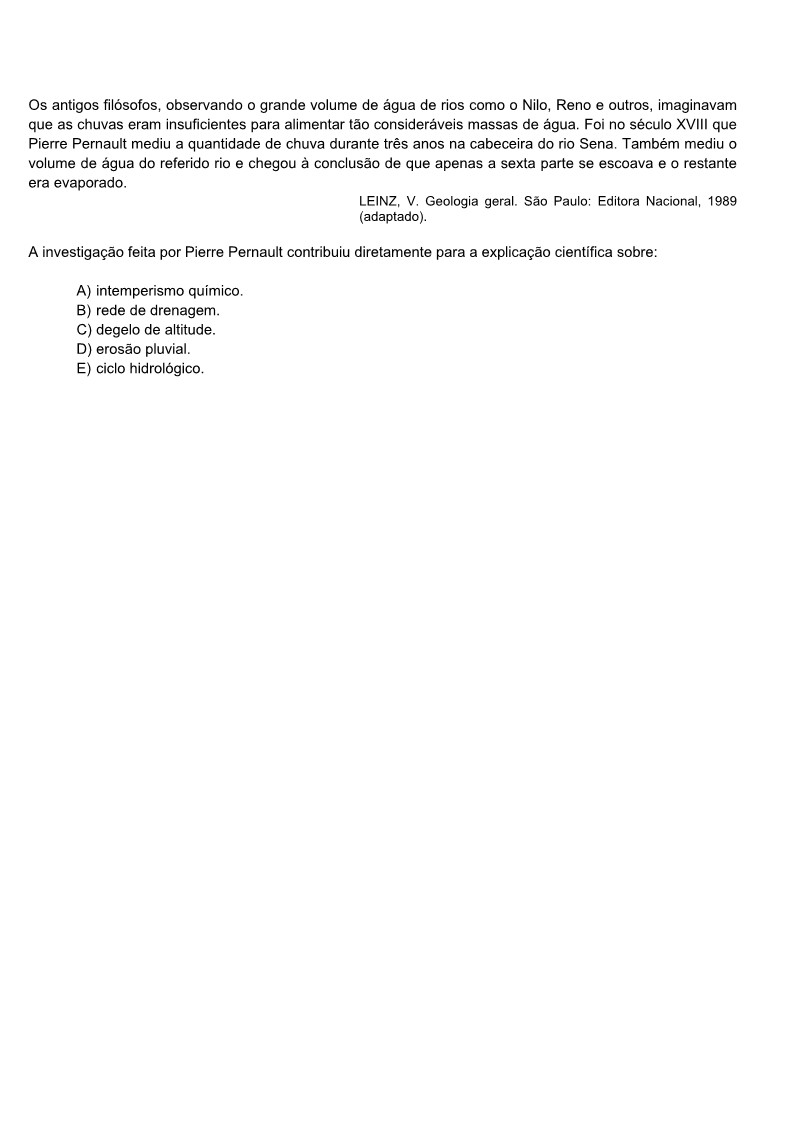 Os antigos filósofos, observando o grande volume de água de rios como o Nilo, Reno e outros, imaginavam
que as chuvas eram insuficientes para alimentar tão consideráveis massas de água. Foi no século XVIII que
Pierre Pernault mediu a quantidade de chuva durante três anos na cabeceira do rio Sena. Também mediu o
volume de água do referido rio e chegou à conclusão de que apenas a sexta parte se escoava e o restante
era evaporado.
LEINZ, V. Geologia geral. São Paulo: Editora Nacional, 1989
(adaptado).
A investigação feita por Pierre Pernault contribuiu diretamente para a explicação científica sobre:
A) intemperismo químico.
B) rede de drenagem.
C) degelo de altitude.
D) erosão pluvial.
E) ciclo hidrológico.